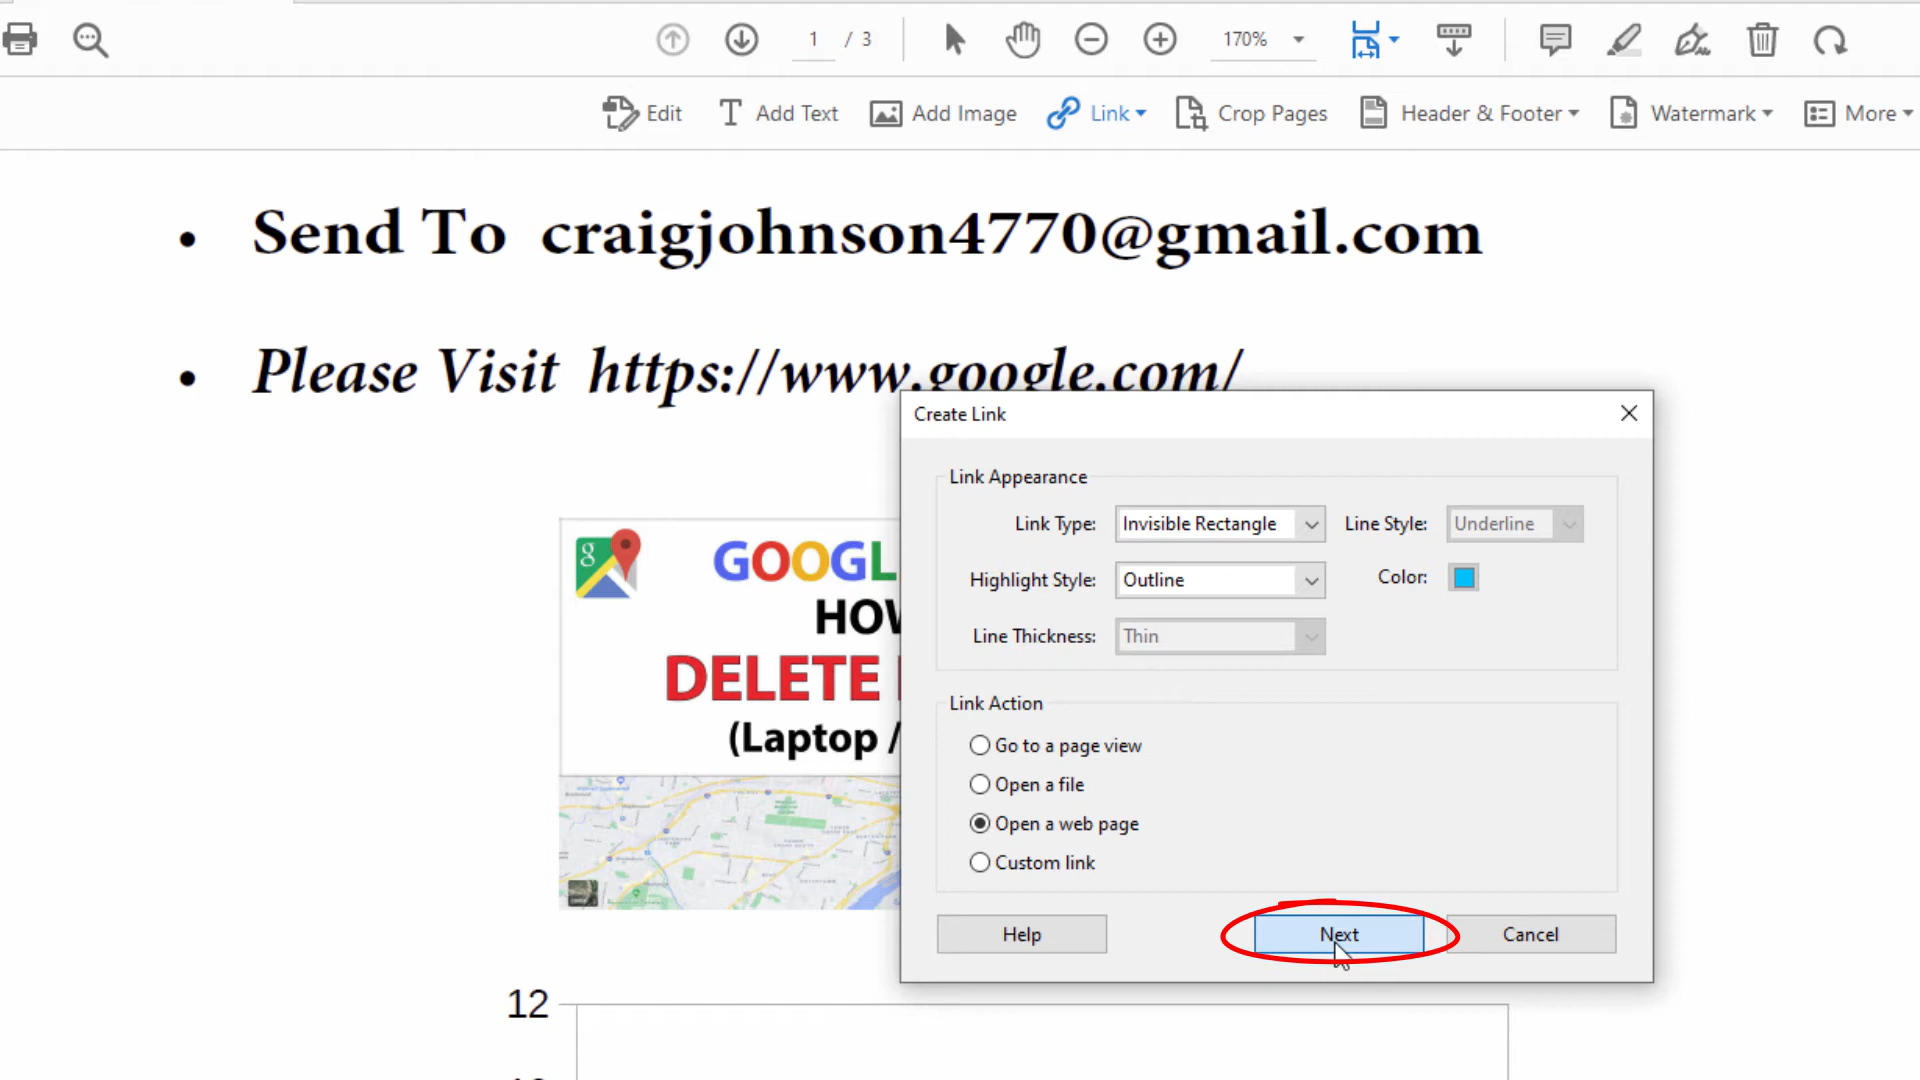 1 / 3 170%
Edit Add Text Add Image Link Crop Pages Header & Footer Watermark More
• Send To craigjohnson4770@gmail.com
• Please Visit https://www.google.com/
Create Link
Link Appearance
Link Type: Invisible Rectangle Line Style: Underline
Highlight Style: Outline Color:
Line Thickness: Thin
Link Action
Go to a page view
Open a file
Open a web page
Custom link
Help Next Cancel
g
GOOGL
HOW
DELETE
(Laptop /
12